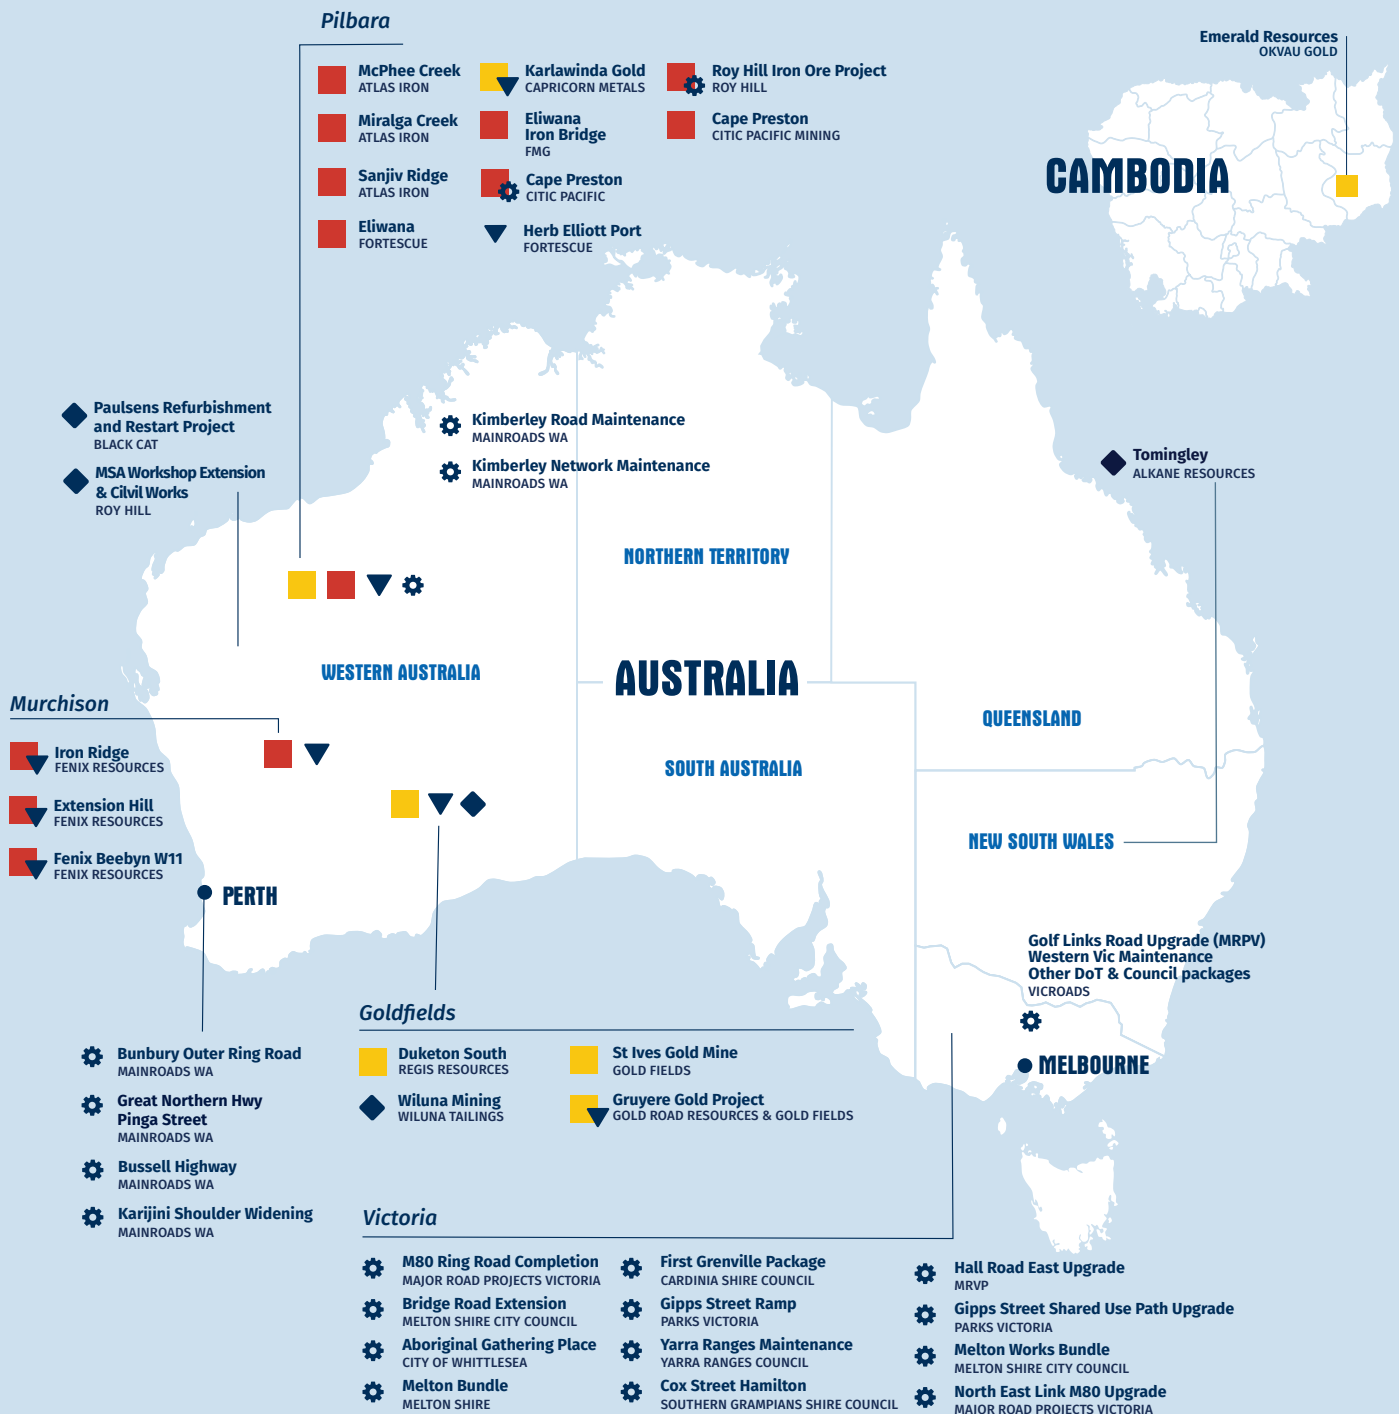 Pilbara
McPhee Creek
ATLAS IRON
Miralga Creek
ATLAS IRON
Sanjiv Ridge
ATLAS IRON
Eliwana
FORTESCUE
Karlawinda Gold
CAPRICORN METALS
Eliwana
Iron Bridge
FMG
Cape Preston
CITIC PACIFIC
Herb Elliott Port
FORTESCUE
Roy Hill Iron Ore Project
ROY HILL
Cape Preston
CITIC PACIFIC MINING
Emerald Resources
OKVAU GOLD
CAMBODIA
Paulsens Refurbishment
and Restart Project
BLACK CAT
MSA Workshop Extension
& Cilvil Works
ROY HILL
Kimberley Road Maintenance
MAINROADS WA
Kimberley Network Maintenance
MAINROADS WA
Tomingley
ALKANE RESOURCES
NORTHERN TERRITORY
WESTERN AUSTRALIA
AUSTRALIA
QUEENSLAND
SOUTH AUSTRALIA
NEW SOUTH WALES
Murchison
Iron Ridge
FENIX RESOURCES
Extension Hill
FENIX RESOURCES
Fenix Beebyn W11
FENIX RESOURCES
PERTH
Golf Links Road Upgrade (MRPV)
Western Vic Maintenance
Other DoT & Council packages
VICROADS
MELBOURNE
Goldfields
Duketon South
REGIS RESOURCES
Wiluna Mining
WILUNA TAILINGS
St Ives Gold Mine
GOLD FIELDS
Gruyere Gold Project
GOLD ROAD RESOURCES & GOLD FIELDS
Bunbury Outer Ring Road
MAINROADS WA
Great Northern Hwy
Pinga Street
MAINROADS WA
Bussell Highway
MAINROADS WA
Karijini Shoulder Widening
MAINROADS WA
Victoria
M80 Ring Road Completion
MAJOR ROAD PROJECTS VICTORIA
Bridge Road Extension
MELTON SHIRE CITY COUNCIL
Aboriginal Gathering Place
CITY OF WHITTLESEA
Melton Bundle
MELTON SHIRE
First Grenville Package
CARDINIA SHIRE COUNCIL
Gipps Street Ramp
PARKS VICTORIA
Yarra Ranges Maintenance
YARRA RANGES COUNCIL
Cox Street Hamilton
SOUTHERN GRAMPIANS SHIRE COUNCIL
Hall Road East Upgrade
MRVP
Gipps Street Shared Use Path Upgrade
PARKS VICTORIA
Melton Works Bundle
MELTON SHIRE CITY COUNCIL
North East Link M80 Upgrade
MAJOR ROAD PROJECTS VICTORIA